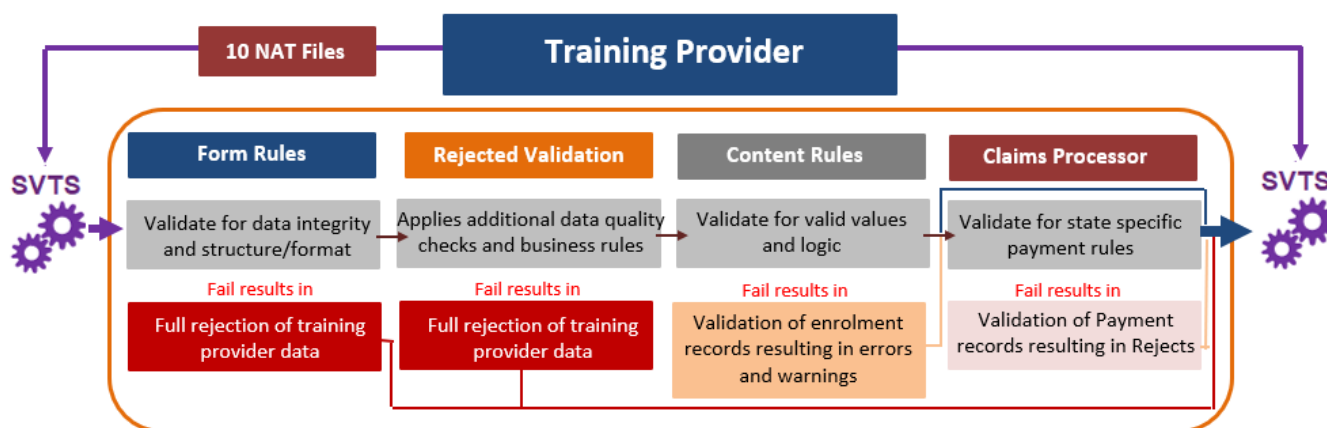 10 NAT Files
Training Provider
Form Rules
Rejected Validation
Content Rules
Claims Processor
SVTS
SVTS
Validate for data integrity
and structure/format
Applies additional data quality
checks and business rules
Validate for valid values
and logic
Validate for state specific
payment rules
Fail results in
Fail results in
Fail results in
Fail results in
Full rejection of training
provider data
Full rejection of training
provider data
Validation of enrolment
records resulting in errors
and warnings
Validation of Payment
records resulting in Rejects